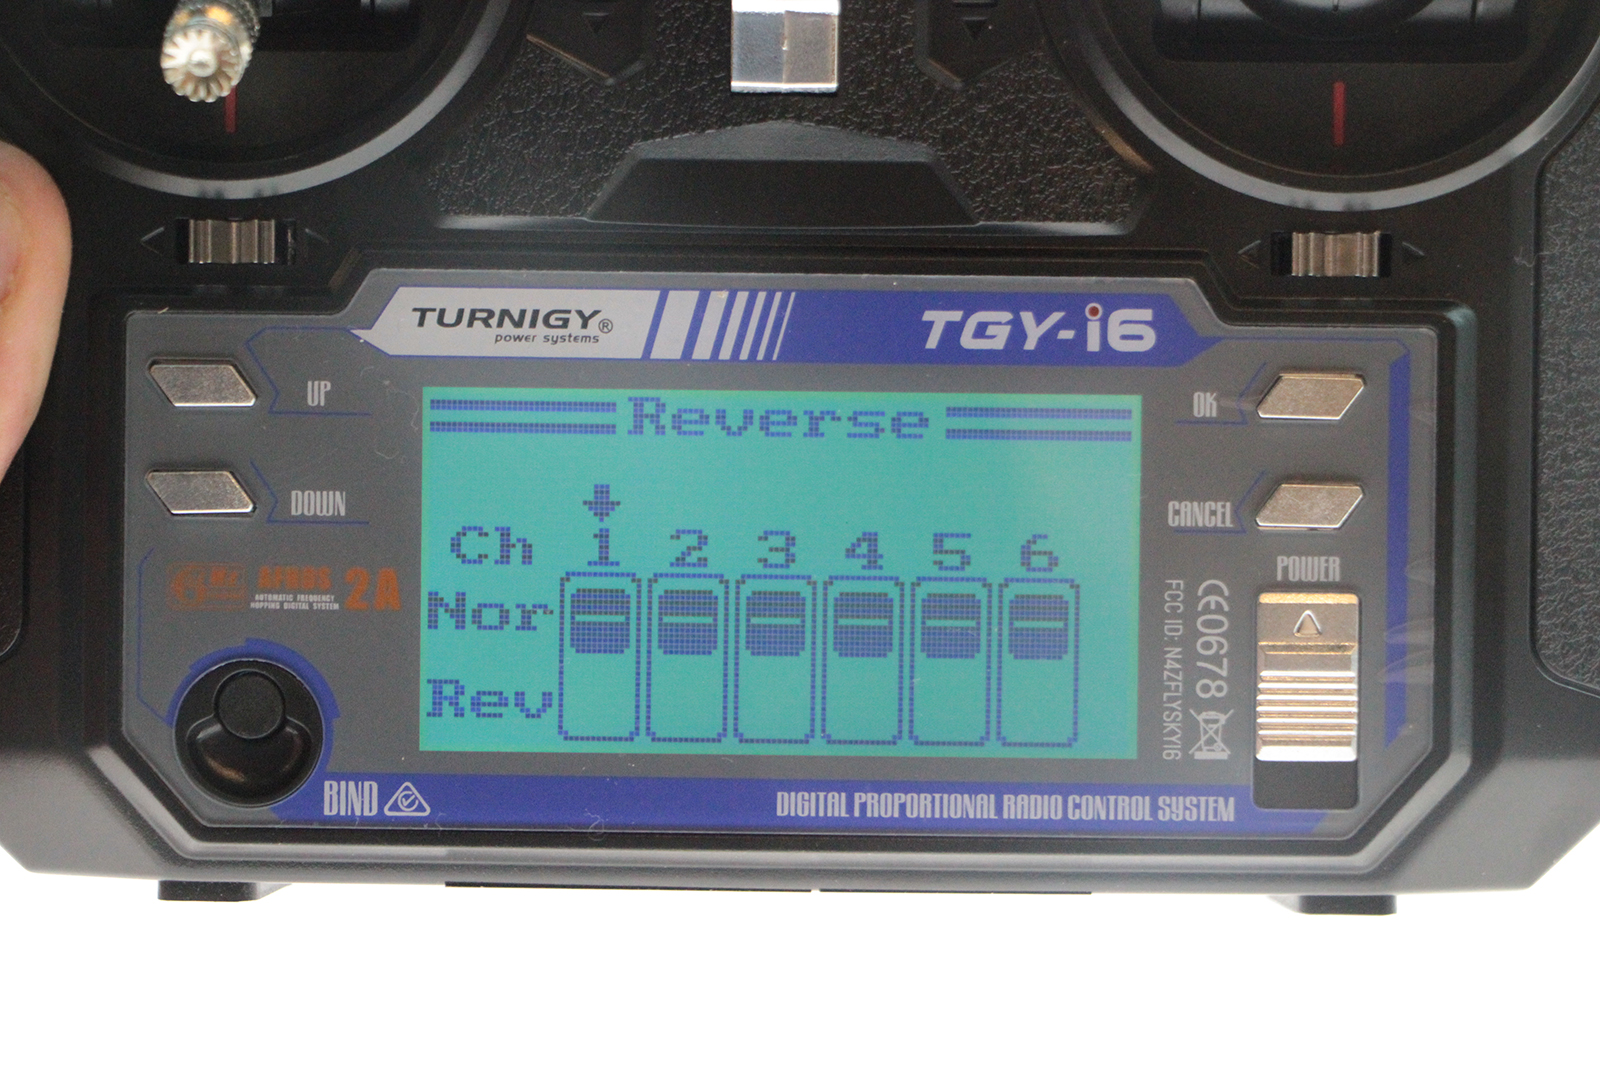 TURNIGY®
power systems
TGY-i6
UP
DOWN
OK
CANCEL
POWER
Reverse
Ch 1 2 3 4 5 6
Nor
Rev
AFHDS 2A
AUTOMATIC FREQUENCY
HOPPING DIGITAL SYSTEM
CE0678
FCC ID: N4ZFLYSKYI6
BIND
DIGITAL PROPORTIONAL RADIO CONTROL SYSTEM